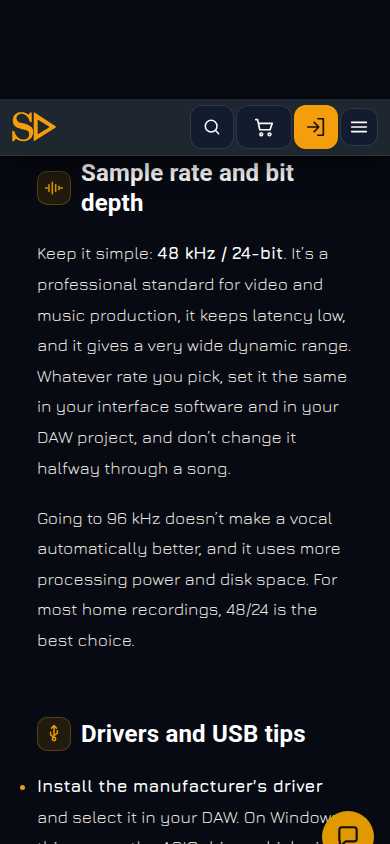 Sample rate and bit
depth
Keep it simple: 48 kHz / 24-bit. It's a
professional standard for video and
music production, it keeps latency low,
and it gives a very wide dynamic range.
Whatever rate you pick, set it the same
in your interface software and in your
DAW project, and don't change it
halfway through a song.
Going to 96 kHz doesn't make a vocal
automatically better, and it uses more
processing power and disk space. For
most home recordings, 48/24 is the
best choice.
Drivers and USB tips
Install the manufacturer's driver
and select it in your DAW. On Window